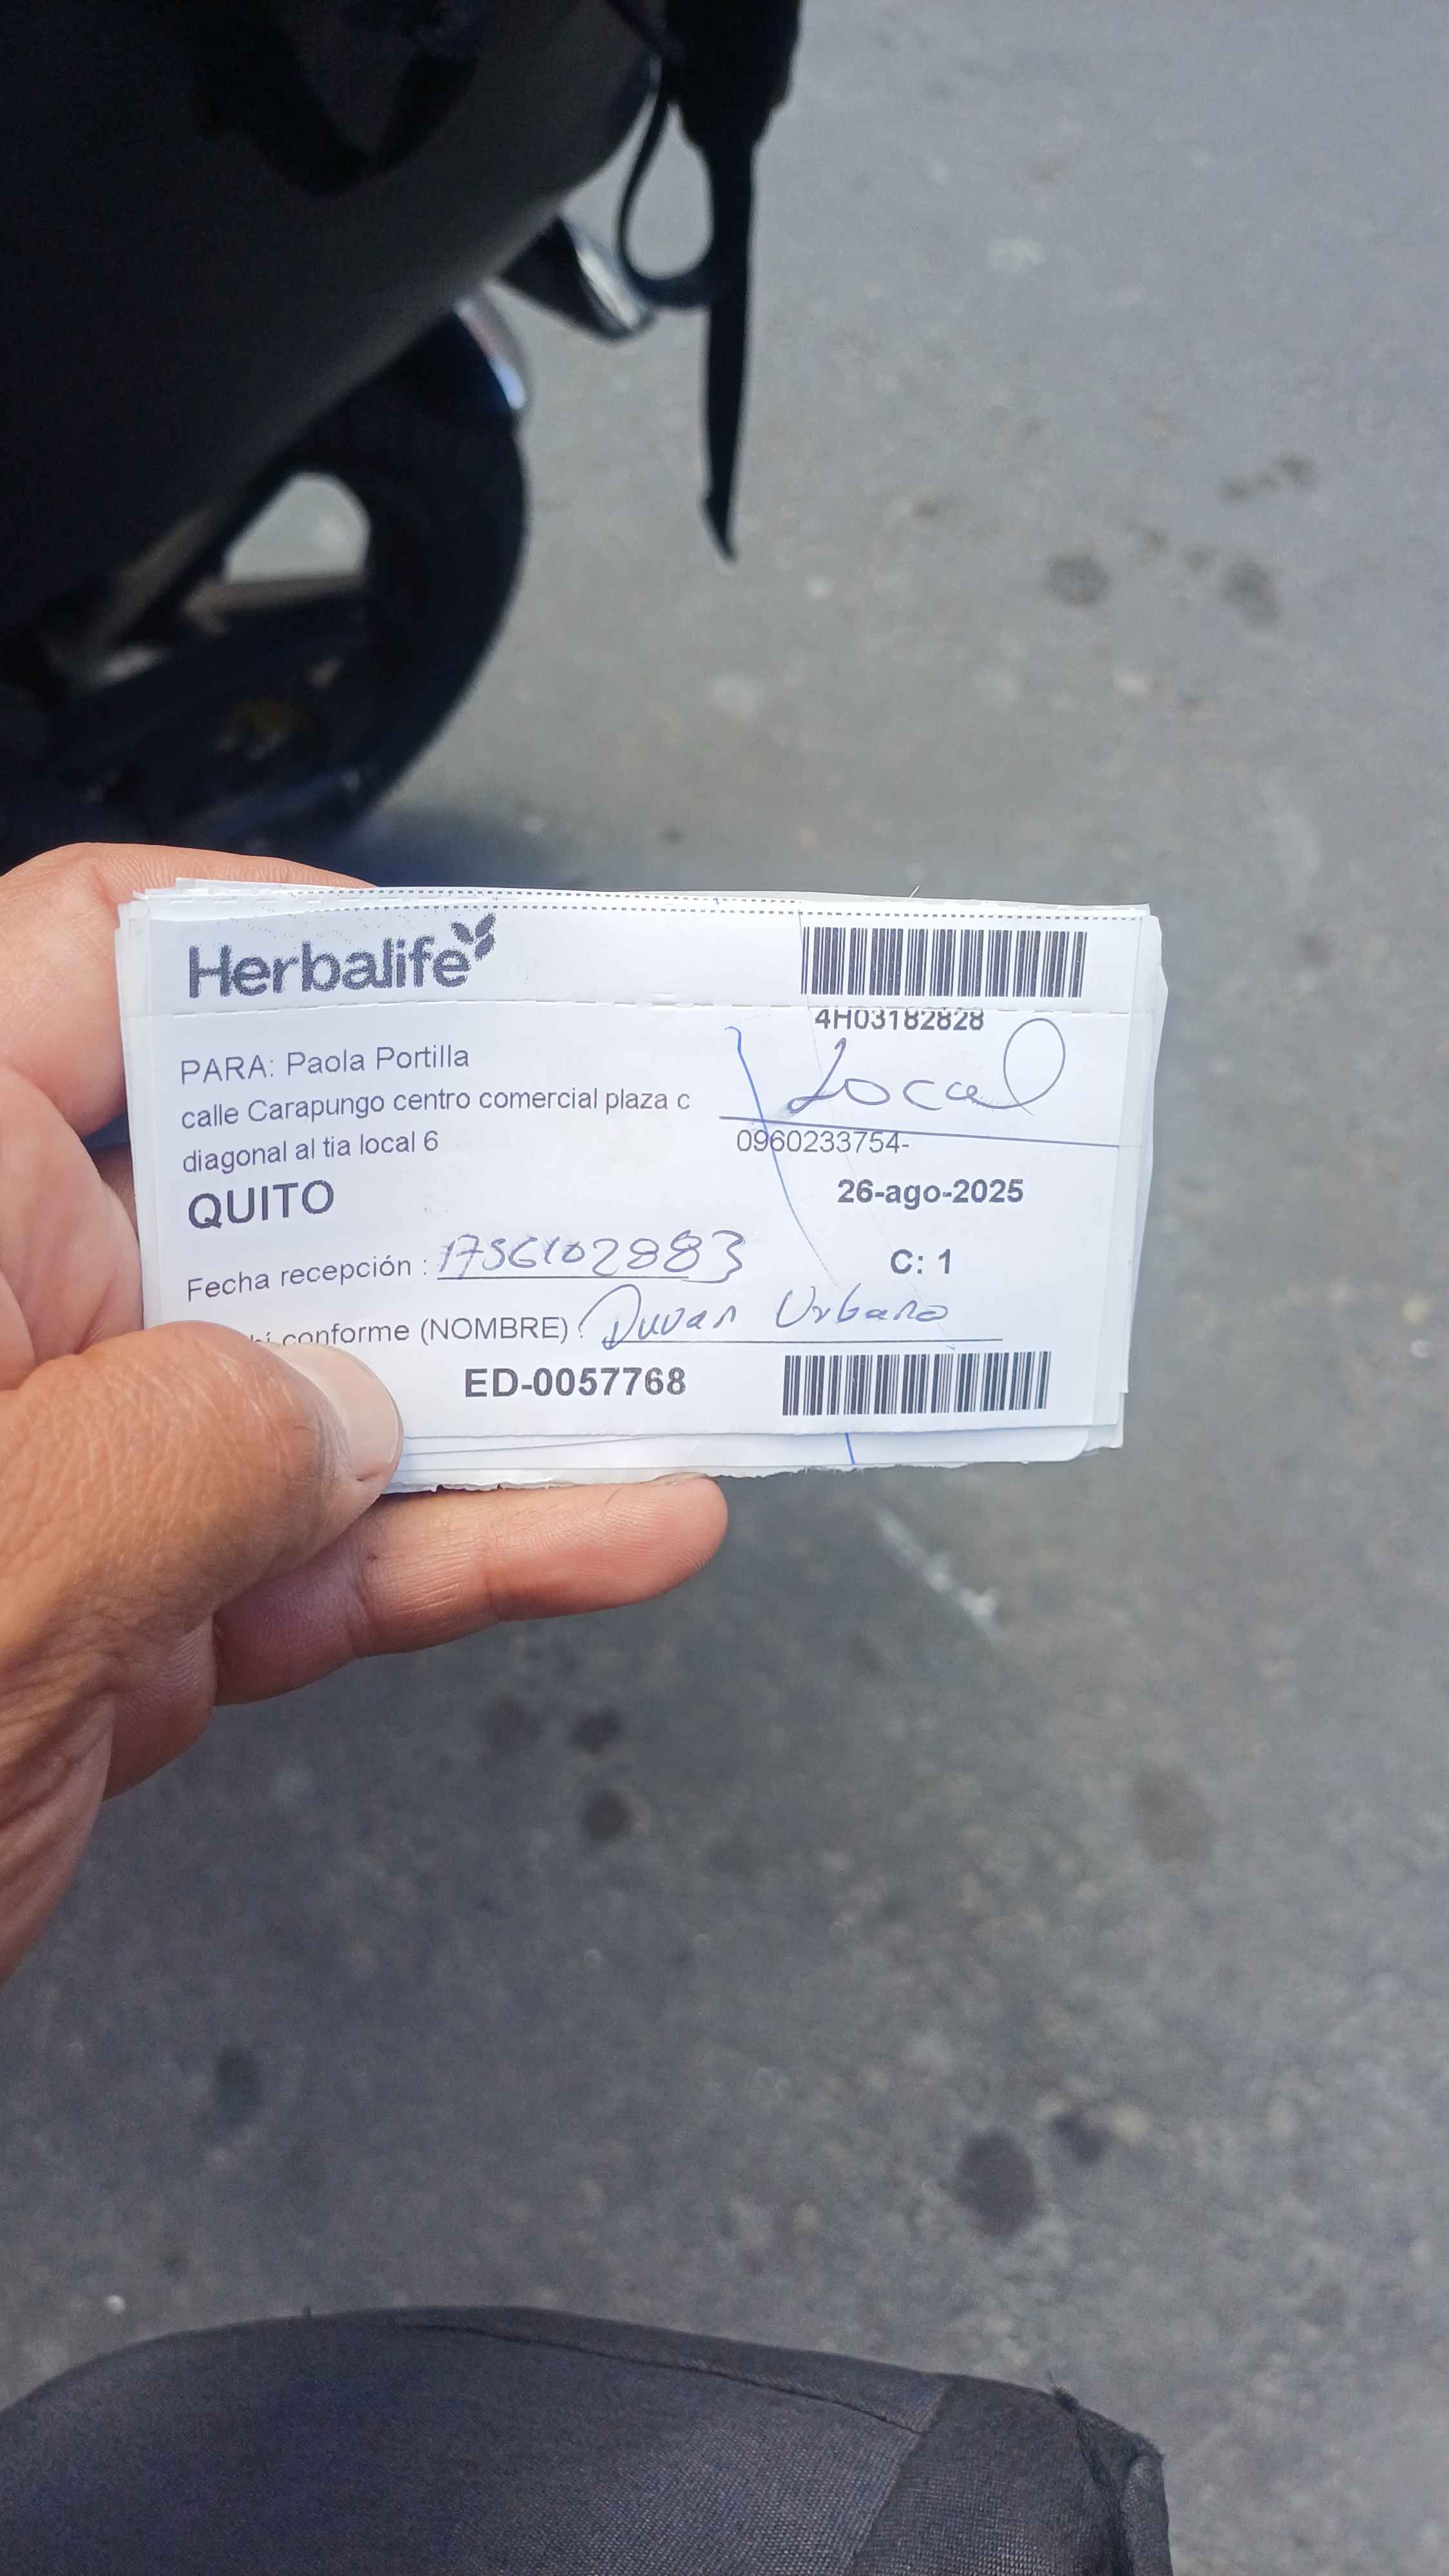 Herbalife
4H03182828
Local
PARA: Paola Portilla
calle Carapungo centro comercial plaza c
diagonal al tia local 6
0960233754-
QUITO
26-ago-2025
Fecha recepción : 1756102883
C: 1
conforme (NOMBRE) : Duvan Urbano
ED-0057768